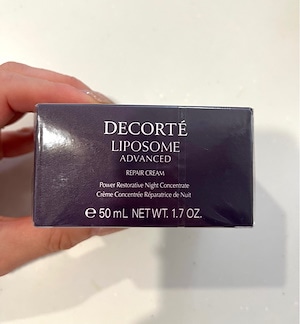 DECORTÉ
LIPOSOME
ADVANCED
REPAIR CREAM
Power Restorative Night Concentrate
Crème Concentrée Réparatrice de Nuit
℮ 50 mL NET WT. 1.7 OZ.